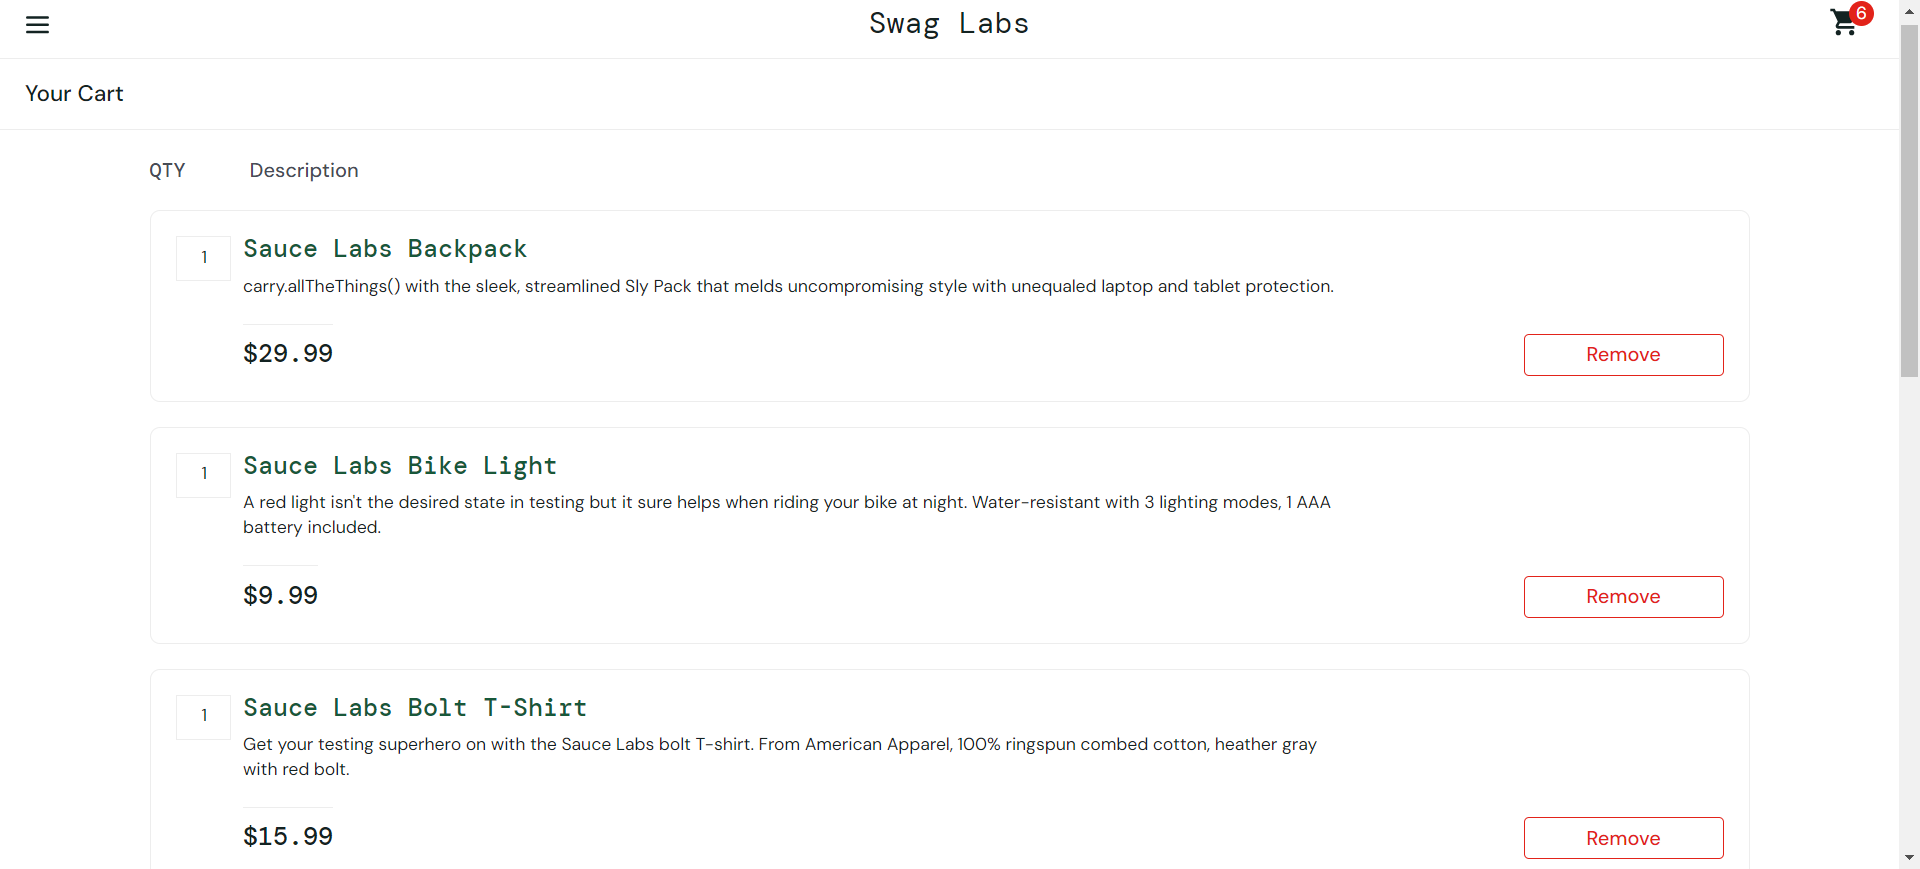 Swag Labs
6
Your Cart
QTY Description
1
Sauce Labs Backpack
carry.allTheThings() with the sleek, streamlined Sly Pack that melds uncompromising style with unequaled laptop and tablet protection.
$29.99
Remove
1
Sauce Labs Bike Light
A red light isn't the desired state in testing but it sure helps when riding your bike at night. Water-resistant with 3 lighting modes, 1 AAA
battery included.
$9.99
Remove
1
Sauce Labs Bolt T-Shirt
Get your testing superhero on with the Sauce Labs bolt T-shirt. From American Apparel, 100% ringspun combed cotton, heather gray
with red bolt.
$15.99
Remove